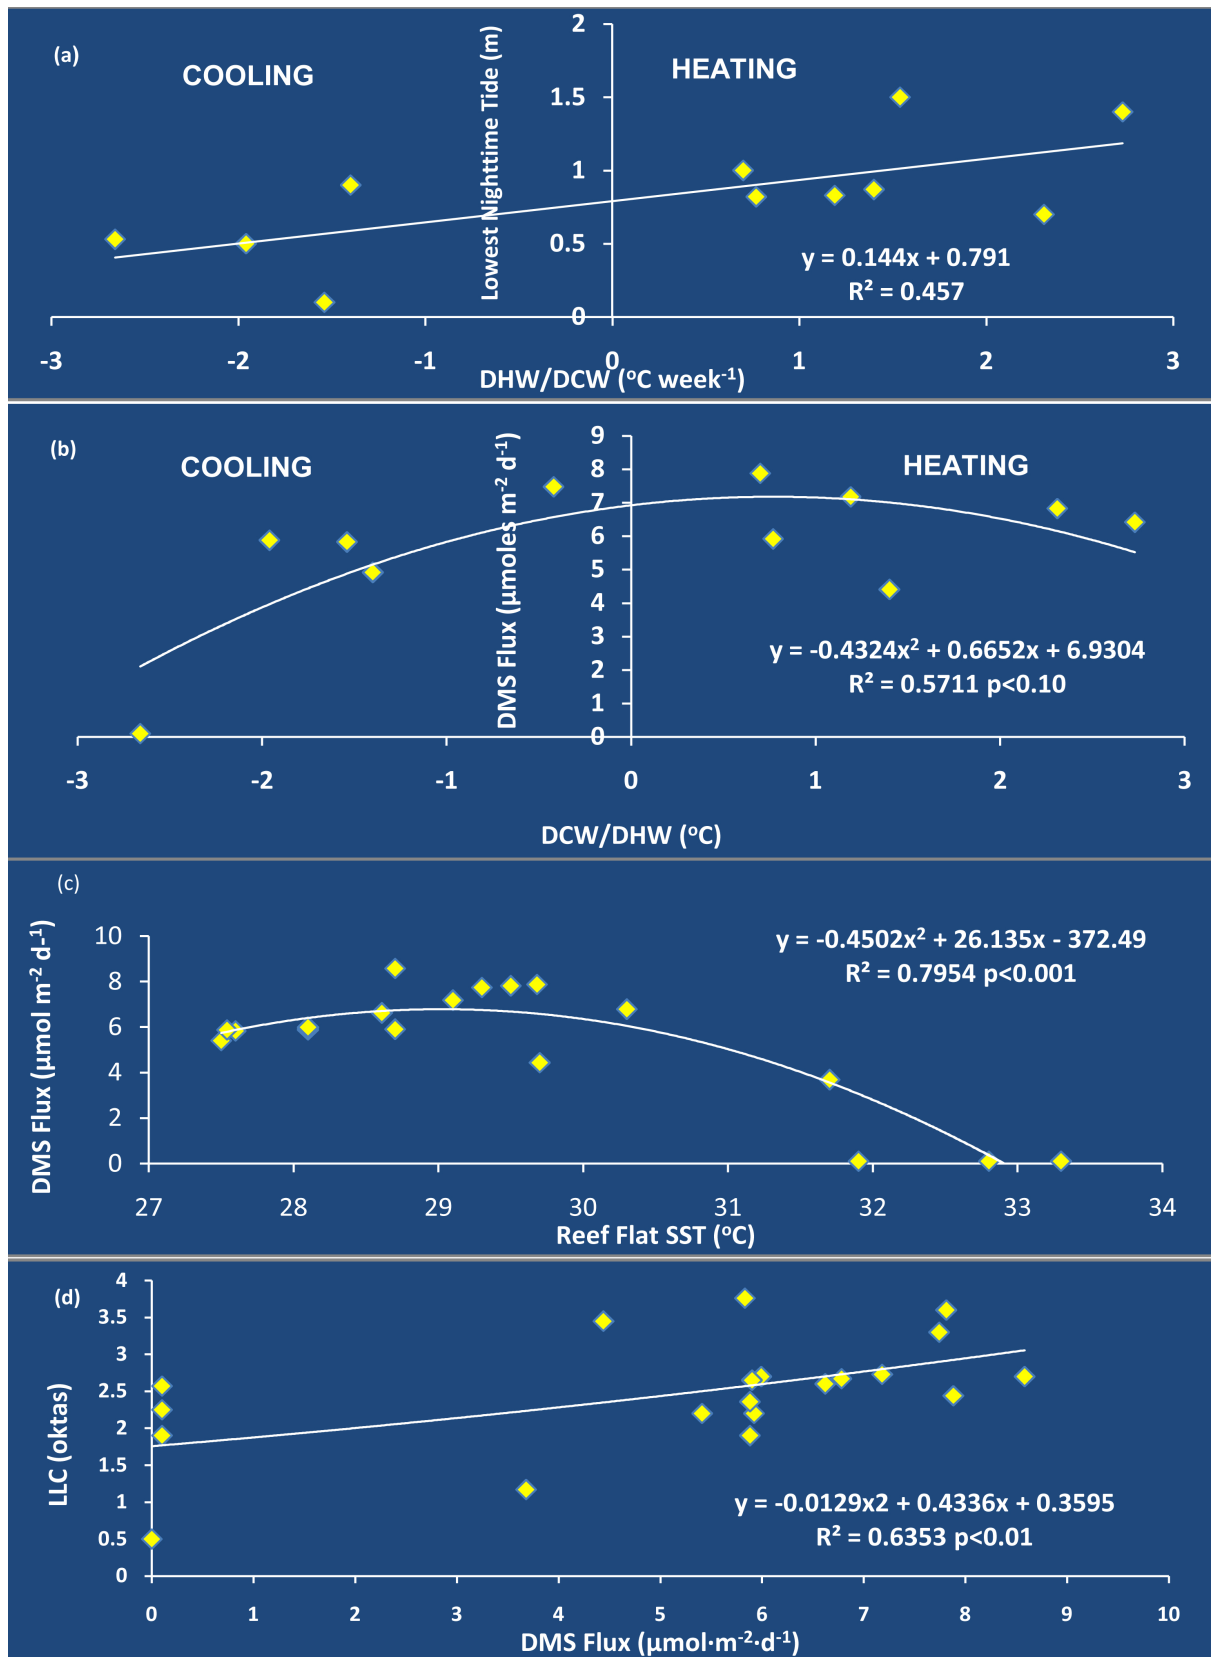 (a)
COOLING
HEATING
Lowest Nighttime Tide (m)
2
1.5
1
0.5
0
y = 0.144x + 0.791
R² = 0.457
-3 -2 -1 0 1 2 3
DHW/DCW (ºC week⁻¹)
(b)
COOLING
HEATING
DMS Flux (µmoles m⁻² d⁻¹)
9
8
7
6
5
4
3
2
1
0
y = -0.4324x² + 0.6652x + 6.9304
R² = 0.5711 p<0.10
-3 -2 -1 0 1 2 3
DCW/DHW (ºC)
(c)
DMS Flux (µmol m⁻² d-¹)
10
8
6
4
2
0
y = -0.4502x² + 26.135x - 372.49
R² = 0.7954 p<0.001
27 28 29 30 31 32 33 34
Reef Flat SST (ºC)
(d)
LLC (oktas)
4
3.5
3
2.5
2
1.5
1
0.5
0
y = -0.0129x2 + 0.4336x + 0.3595
R² = 0.6353 p<0.01
0 1 2 3 4 5 6 7 8 9 10
DMS Flux (µmol·m⁻²·d⁻¹)